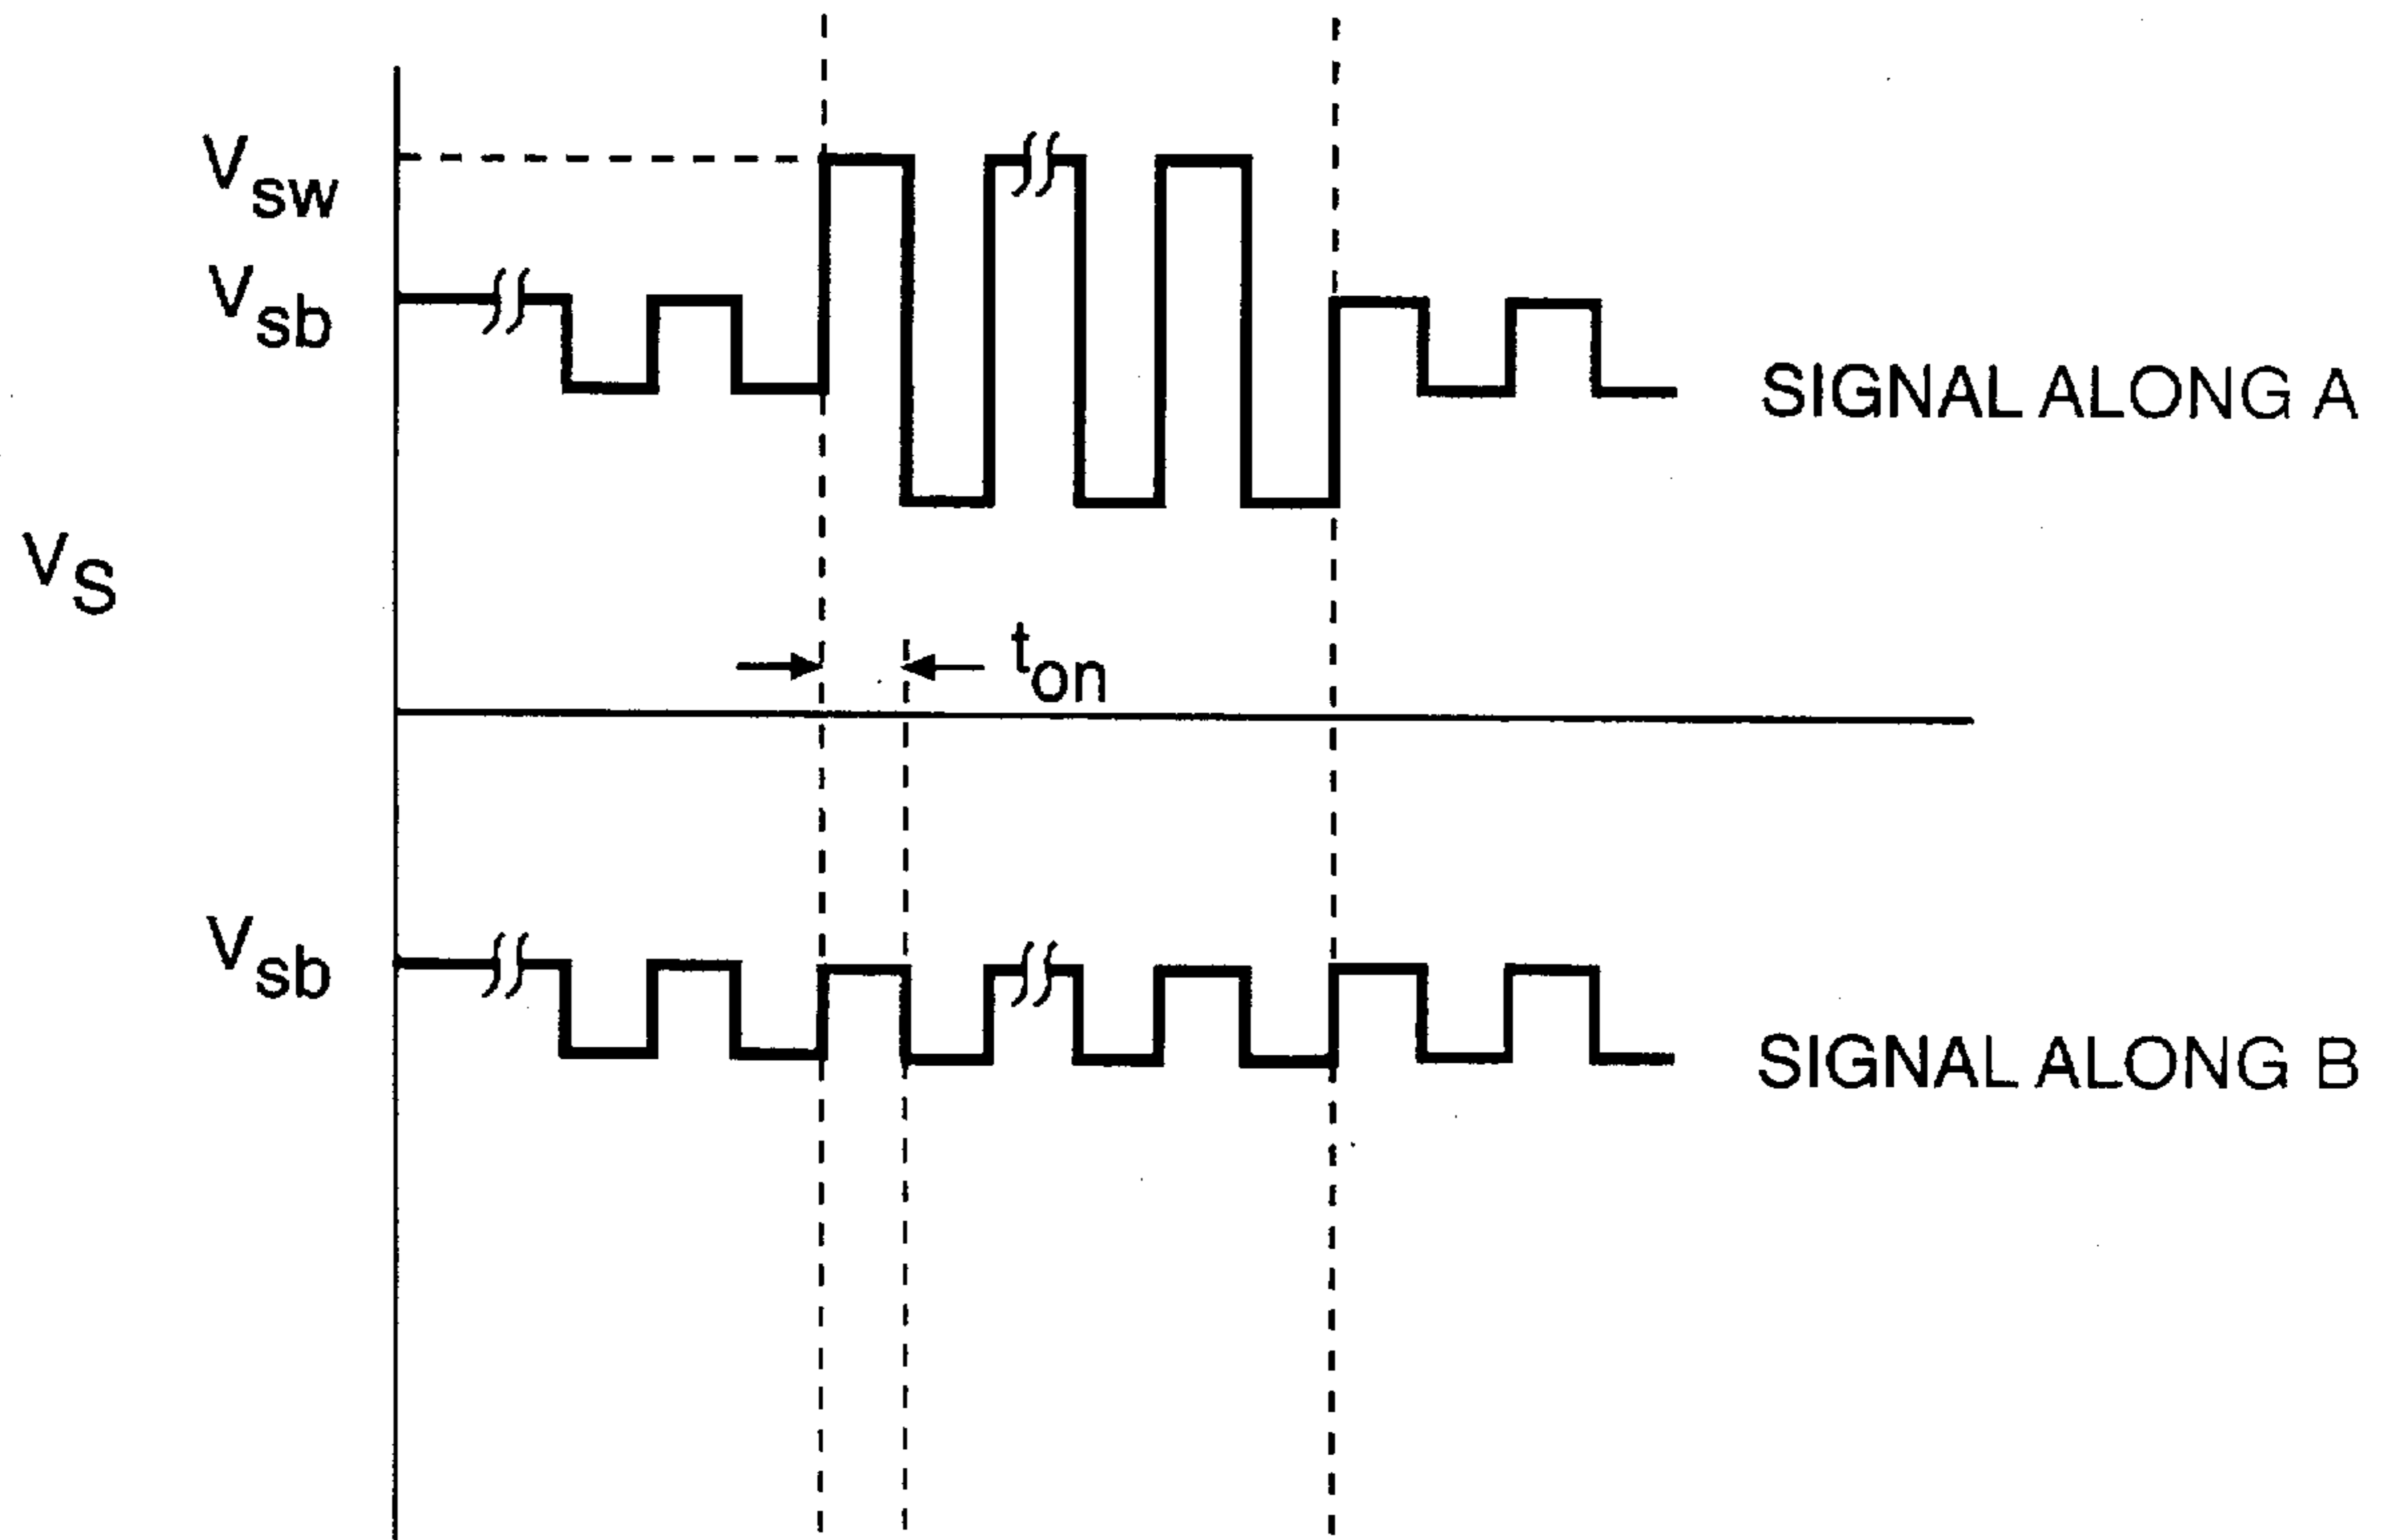 Vsw
Vsb
SIGNAL ALONG A
VS
ton
Vsb
SIGNAL ALONG B